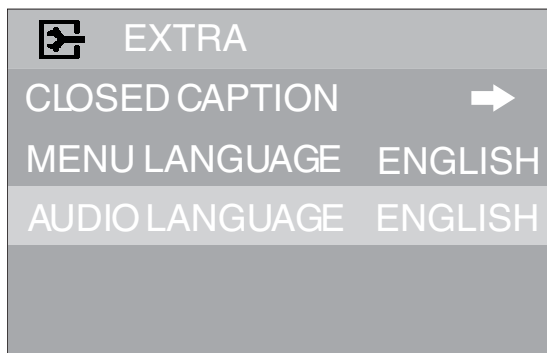 EXTRA
CLOSED CAPTION
MENU LANGUAGE ENGLISH
AUDIO LANGUAGE ENGLISH